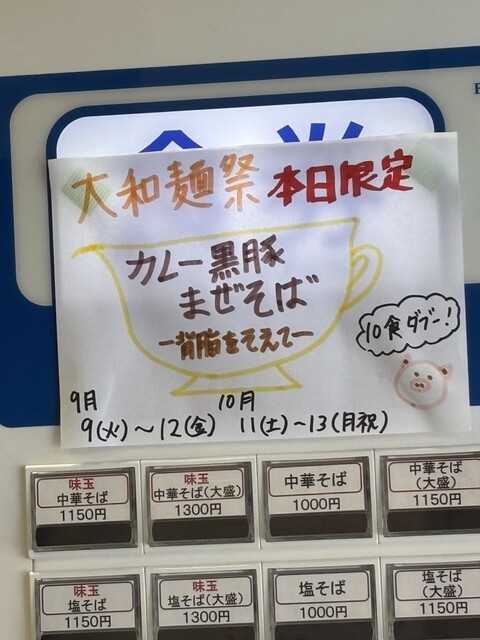 大和麺祭 本日限定
カレー黒豚
まぜそば
ー背脂をそえてー
10食ダブー!
9月
9(火)〜12(金)
10月
11(土)〜13(月祝)
味玉
中華そば
1150円
味玉
中華そば(大盛)
1300円
中華そば
1000円
中華そば
(大盛)
1150円
味玉
塩そば
1150円
味玉
塩そば(大盛)
1300円
塩そば
1000円
塩そば
(大盛)
1150円